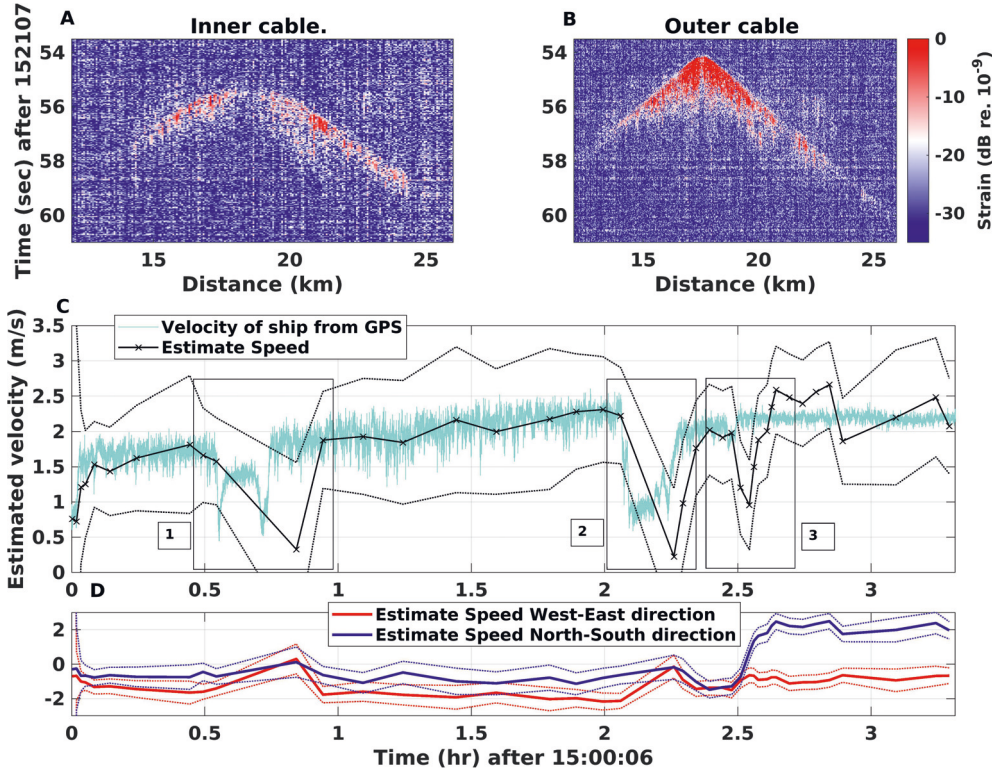 A
Inner cable.
B
Outer cable
Time (sec) after 152107
54
56
58
60
15
20
25
Distance (km)
54
56
58
60
15
20
25
Distance (km)
0
-10
-20
-30
Strain (dB re. 10⁻⁹)
C
Estimated velocity (m/s)
3.5
3
2.5
2
1.5
1
0.5
0
Velocity of ship from GPS
Estimate Speed
1
2
3
0
0.5
1
1.5
2
2.5
3
D
Estimate Speed West-East direction
Estimate Speed North-South direction
2
0
-2
0
0.5
1
1.5
2
2.5
3
Time (hr) after 15:00:06